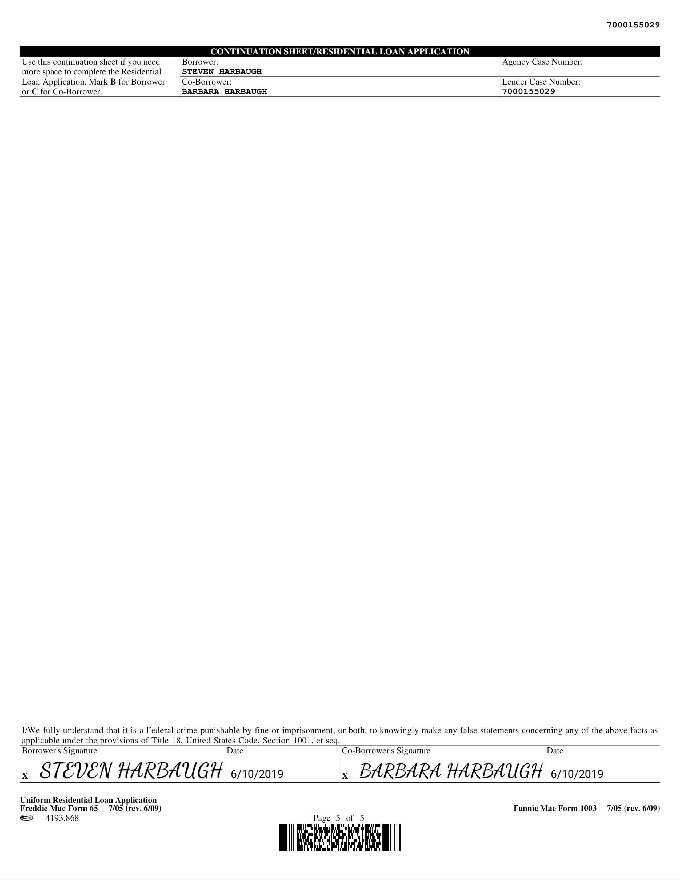 7000155029
CONTINUATION SHEET/RESIDENTIAL LOAN APPLICATION
Use this continuation sheet if you need
more space to complete the Residential
Loan Application. Mark B for Borrower
or C for Co-Borrower.
Borrower:
STEVEN HARBAUGH
Agency Case Number:
Co-Borrower:
BARBARA HARBAUGH
Lender Case Number:
7000155029
I/We fully understand that it is a Federal crime punishable by fine or imprisonment, or both, to knowingly make any false statements concerning any of the above facts as
applicable under the provisions of Title 18, United States Code, Section 1001, et seq.
Borrower's Signature Date Co-Borrower's Signature Date
X STEVEN HARBAUGH 6/10/2019 X BARBARA HARBAUGH 6/10/2019
Uniform Residential Loan Application
Freddie Mac Form 65 7/05 (rev. 6/09) Fannie Mae Form 1003 7/05 (rev. 6/09)
4193.868 Page 5 of 5